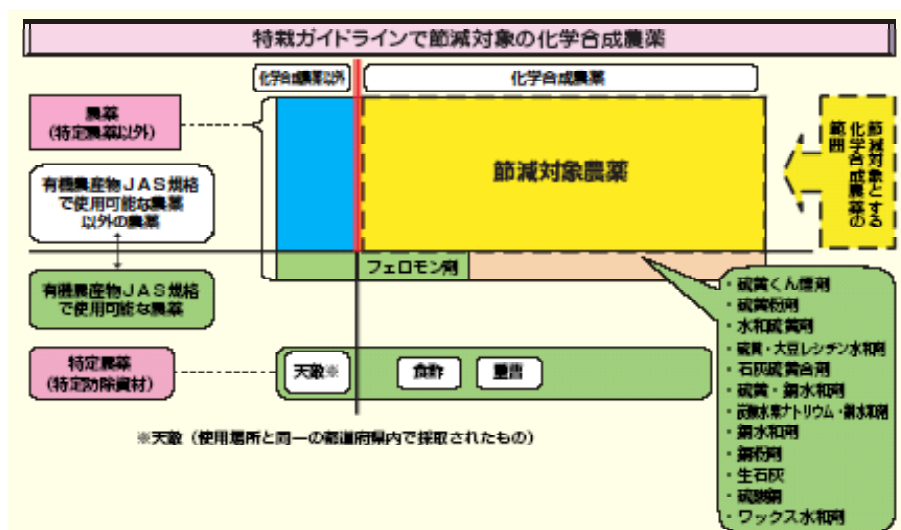 特栽ガイドラインで節減対象の化学合成農薬
化学合成農薬以外
化学合成農薬
農薬
(特定農薬以外)
節減対象農薬
節減対象とする
化学合成農薬の
範囲
有機農産物JAS規格
で使用可能な農薬
以外の農薬
フェロモン剤
有機農産物JAS規格
で使用可能な農薬
・硫黄くん煙剤
・硫黄粉剤
・水和硫黄剤
・硫黄・大豆レシチン水和剤
・石灰硫黄合剤
・硫黄・銅水和剤
・炭酸水素ナトリウム・銅水和剤
・銅水和剤
・銅粉剤
・生石灰
・硫酸銅
・ワックス水和剤
特定農薬
(特定防除資材)
天敵※
食酢
重曹
※天敵(使用場所と同一の都道府県内で採取されたもの)